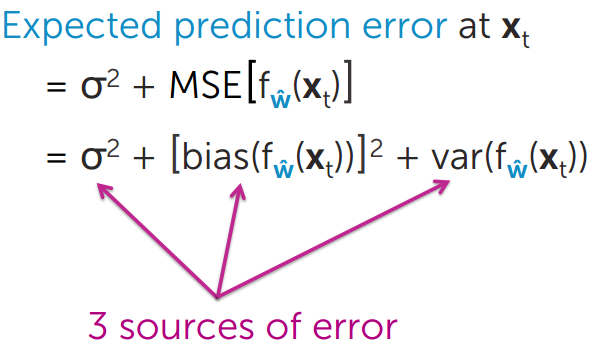 Expected prediction error at xₜ
= σ² + MSE[f_ŵ(xₜ)]
= σ² + [bias(f_ŵ(xₜ))]² + var(f_ŵ(xₜ))
3 sources of error